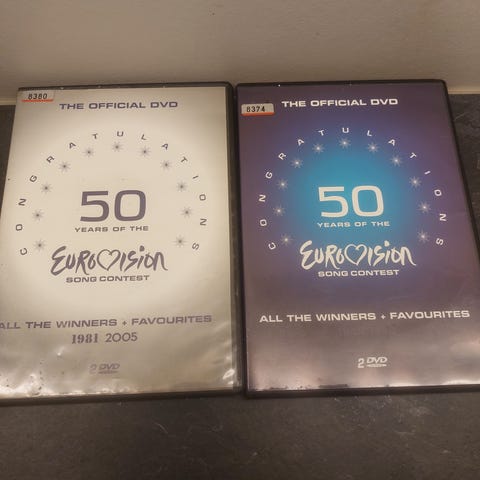 8380
THE OFFICIAL DVD
CONGRATULATIONS
50
YEARS OF THE
EUROVISION
SONG CONTEST
ALL THE WINNERS + FAVOURITES
1981 2005
2 DVD
8374
THE OFFICIAL DVD
CONGRATULATIONS
50
YEARS OF THE
EUROVISION
SONG CONTEST
ALL THE WINNERS + FAVOURITES
2 DVD